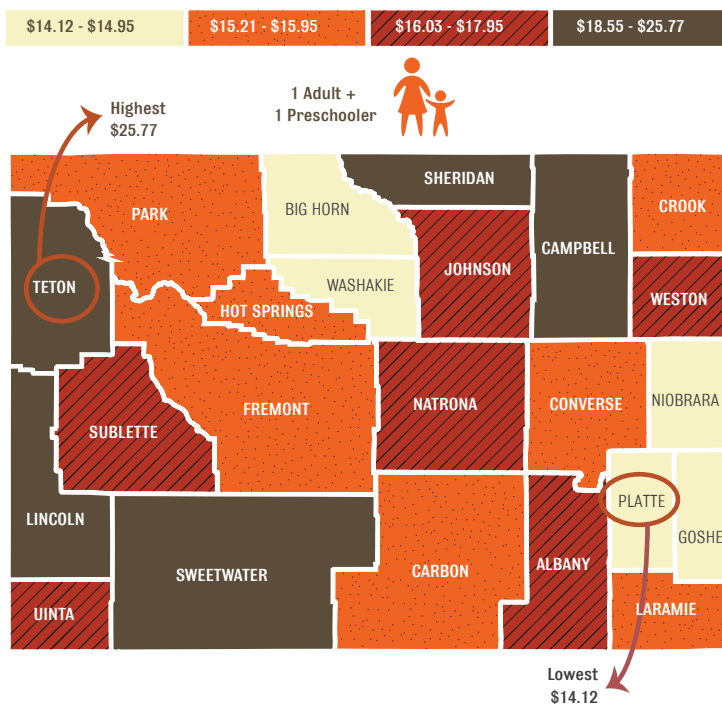 $14.12 - $14.95
$15.21 - $15.95
$16.03 - $17.95
$18.55 - $25.77
1 Adult +
1 Preschooler
Highest
$25.77
SHERIDAN
PARK
BIG HORN
CROOK
CAMPBELL
JOHNSON
TETON
WASHAKIE
WESTON
HOT SPRINGS
FREMONT
NATRONA
CONVERSE
NIOBRARA
SUBLETTE
PLATTE
LINCOLN
GOSHE
SWEETWATER
CARBON
ALBANY
UINTA
LARAMIE
Lowest
$14.12